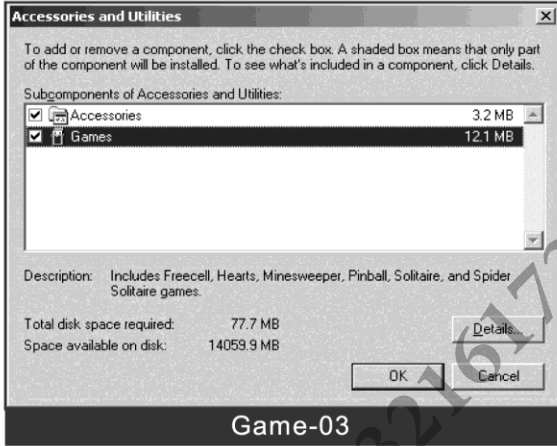 Accessories and Utilities
To add or remove a component, click the check box. A shaded box means that only part
of the component will be installed. To see what's included in a component, click Details.
Subcomponents of Accessories and Utilities:
Accessories 3.2 MB
Games 12.1 MB
Description: Includes Freecell, Hearts, Minesweeper, Pinball, Solitaire, and Spider
Solitaire games.
Total disk space required: 77.7 MB
Details...
Space available on disk: 14059.9 MB
OK Cancel
Game-03